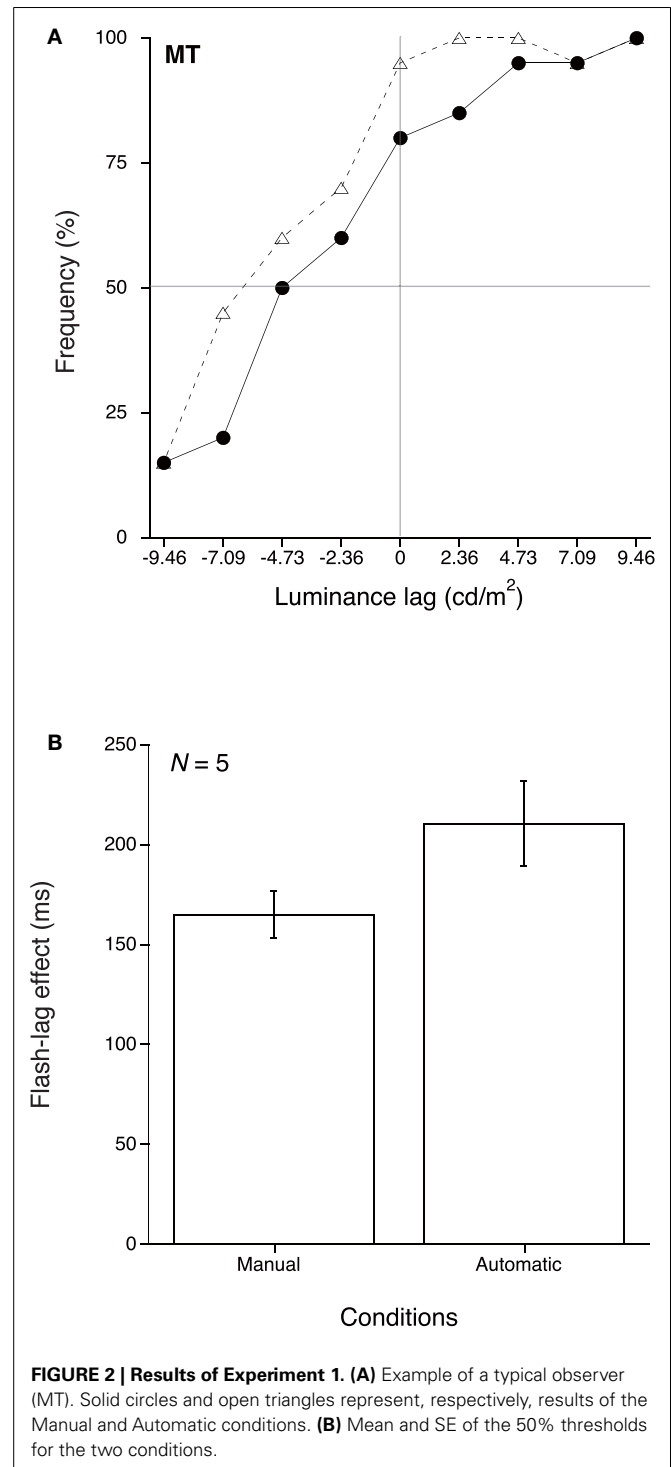 A
MT
100
75
50
25
0
Frequency (%)
-9.46 -7.09 -4.73 -2.36 0 2.36 4.73 7.09 9.46
Luminance lag (cd/m²)
B
N = 5
250
200
150
100
50
0
Flash-lag effect (ms)
Manual Automatic
Conditions
FIGURE 2 | Results of Experiment 1. (A) Example of a typical observer
(MT). Solid circles and open triangles represent, respectively, results of the
Manual and Automatic conditions. (B) Mean and SE of the 50% thresholds
for the two conditions.